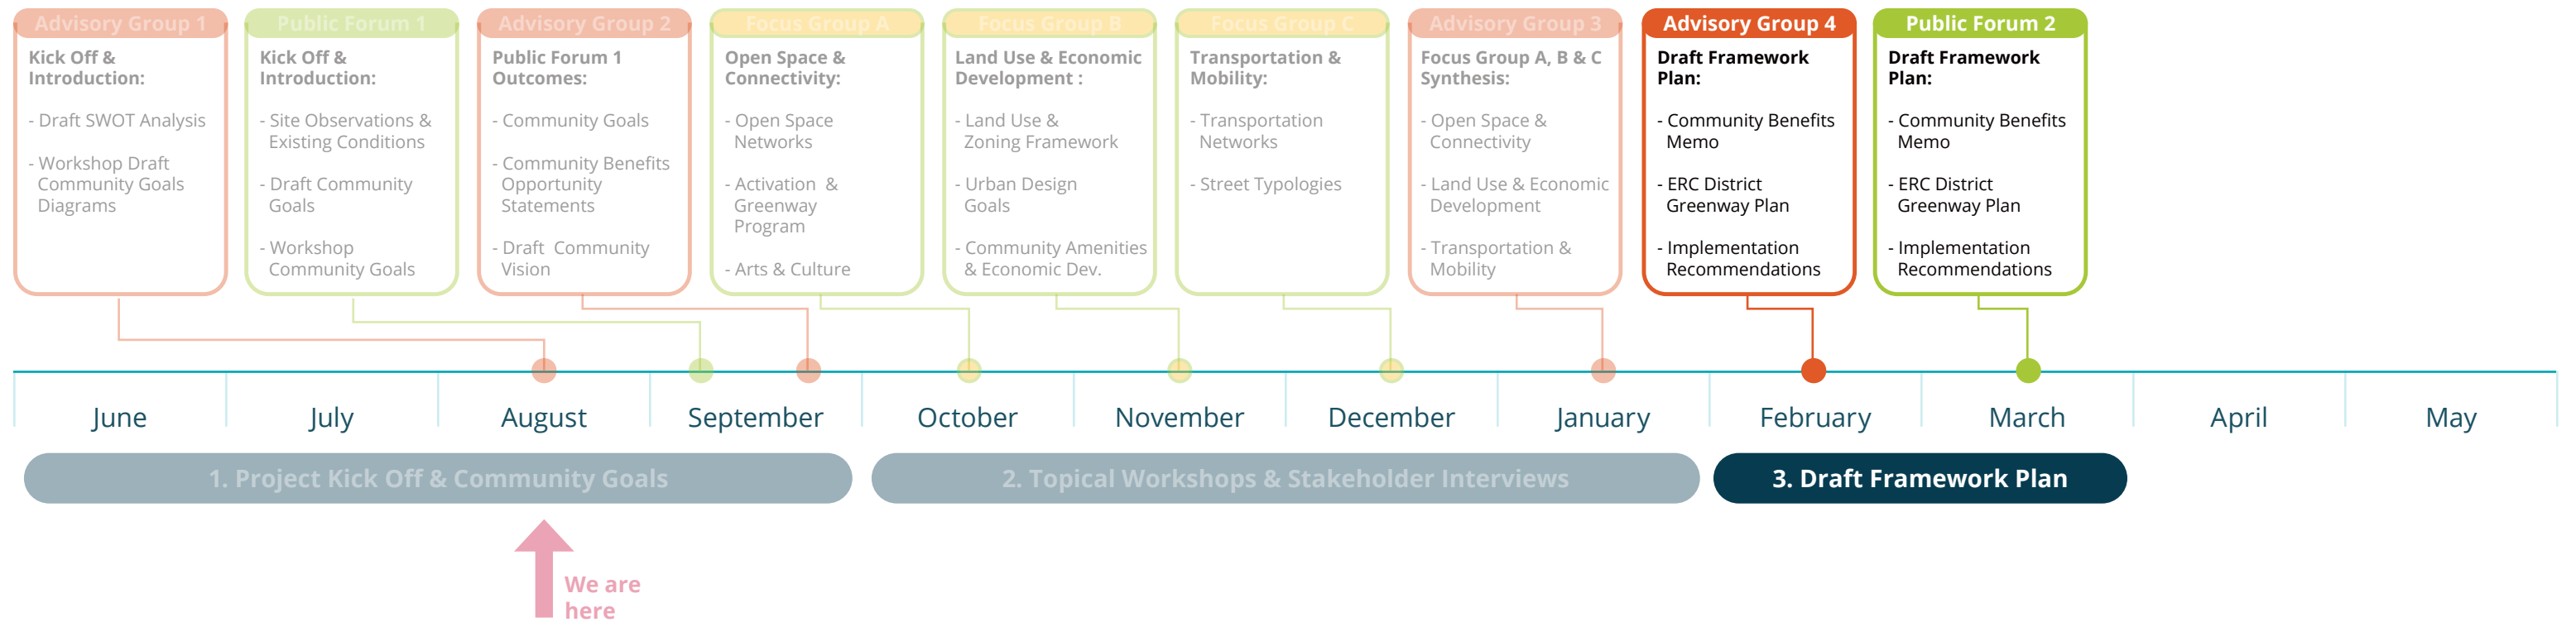 Advisory Group 1
Kick Off &
Introduction:
- Draft SWOT Analysis
- Workshop Draft
Community Goals
Diagrams
Public Forum 1
Kick Off &
Introduction:
- Site Observations &
Existing Conditions
- Draft Community
Goals
- Workshop
Community Goals
Advisory Group 2
Public Forum 1
Outcomes:
- Community Goals
- Community Benefits
Opportunity
Statements
- Draft Community
Vision
Focus Group A
Open Space &
Connectivity:
- Open Space
Networks
- Activation &
Greenway
Program
- Arts & Culture
Focus Group B
Land Use & Economic
Development :
- Land Use &
Zoning Framework
- Urban Design
Goals
- Community Amenities
& Economic Dev.
Focus Group C
Transportation &
Mobility:
- Transportation
Networks
- Street Typologies
Advisory Group 3
Focus Group A, B & C
Synthesis:
- Open Space &
Connectivity
- Land Use & Economic
Development
- Transportation &
Mobility
Advisory Group 4
Draft Framework
Plan:
- Community Benefits
Memo
- ERC District
Greenway Plan
- Implementation
Recommendations
Public Forum 2
Draft Framework
Plan:
- Community Benefits
Memo
- ERC District
Greenway Plan
- Implementation
Recommendations
June
July
August
September
October
November
December
January
February
March
April
May
1. Project Kick Off & Community Goals
2. Topical Workshops & Stakeholder Interviews
3. Draft Framework Plan
We are
here